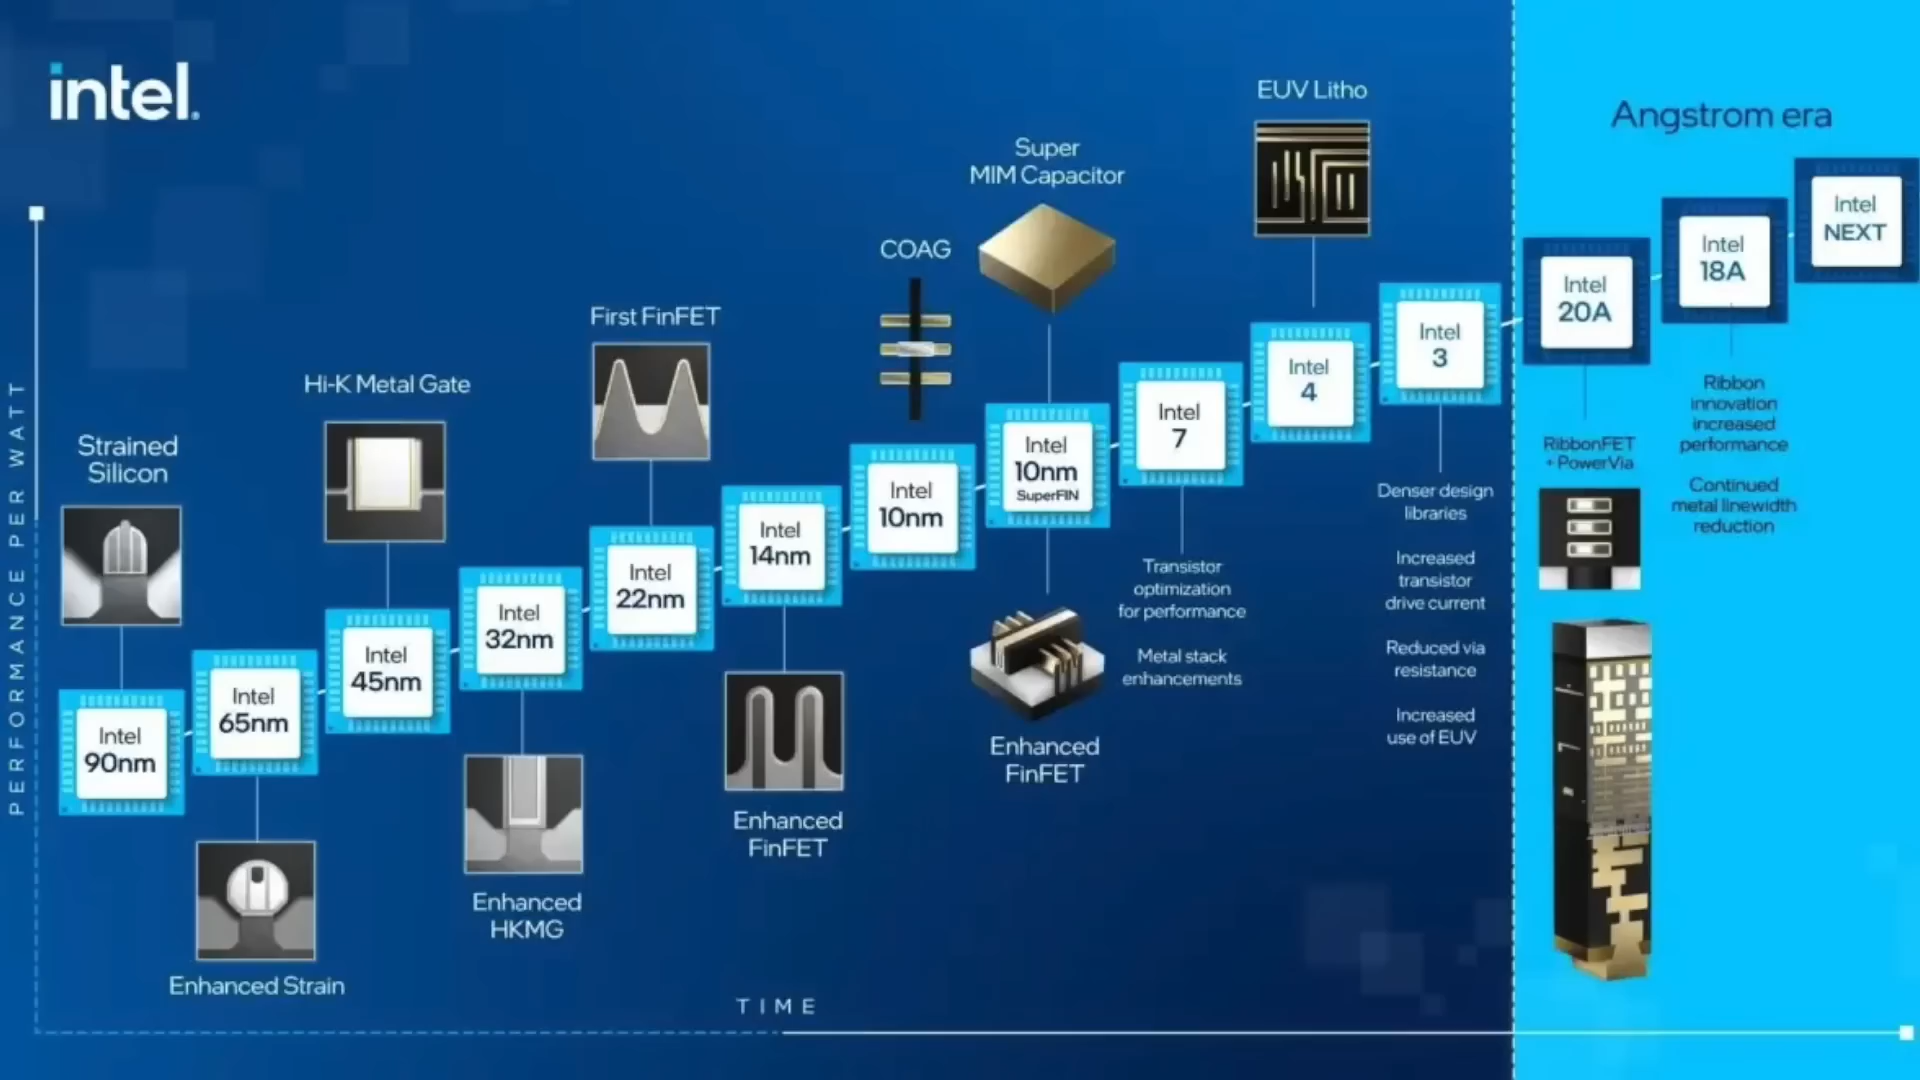 intel.
PERFORMANCE PER WATT
Strained
Silicon
Intel
90nm
Intel
65nm
Enhanced Strain
Hi-K Metal Gate
Intel
45nm
Intel
32nm
Enhanced
HKMG
First FinFET
Intel
22nm
Intel
14nm
Enhanced
FinFET
COAG
Intel
10nm
Super
MIM Capacitor
Intel
10nm
SuperFIN
Enhanced
FinFET
Intel
7
Transistor
optimization
for performance
Metal stack
enhancements
EUV Litho
Intel
4
Intel
3
Denser design
libraries
Increased
transistor
drive current
Reduced via
resistance
Increased
use of EUV
Angstrom era
Intel
20A
RibbonFET
+ PowerVia
Intel
18A
Ribbon
innovation
increased
performance
Continued
metal linewidth
reduction
Intel
NEXT
TIME